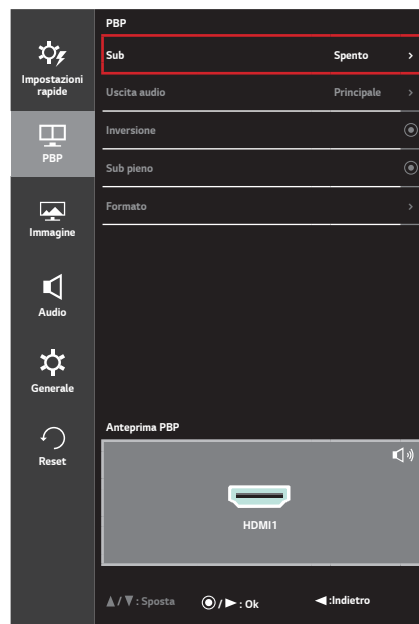 Impostazioni
rapide
PBP
Immagine
Audio
Generale
Reset
PBP
Sub Spento >
Uscita audio Principale >
Inversione
Sub pieno
Formato >
Anteprima PBP
HDMI1
▲/▼: Sposta ◉/►: Ok ◄:Indietro